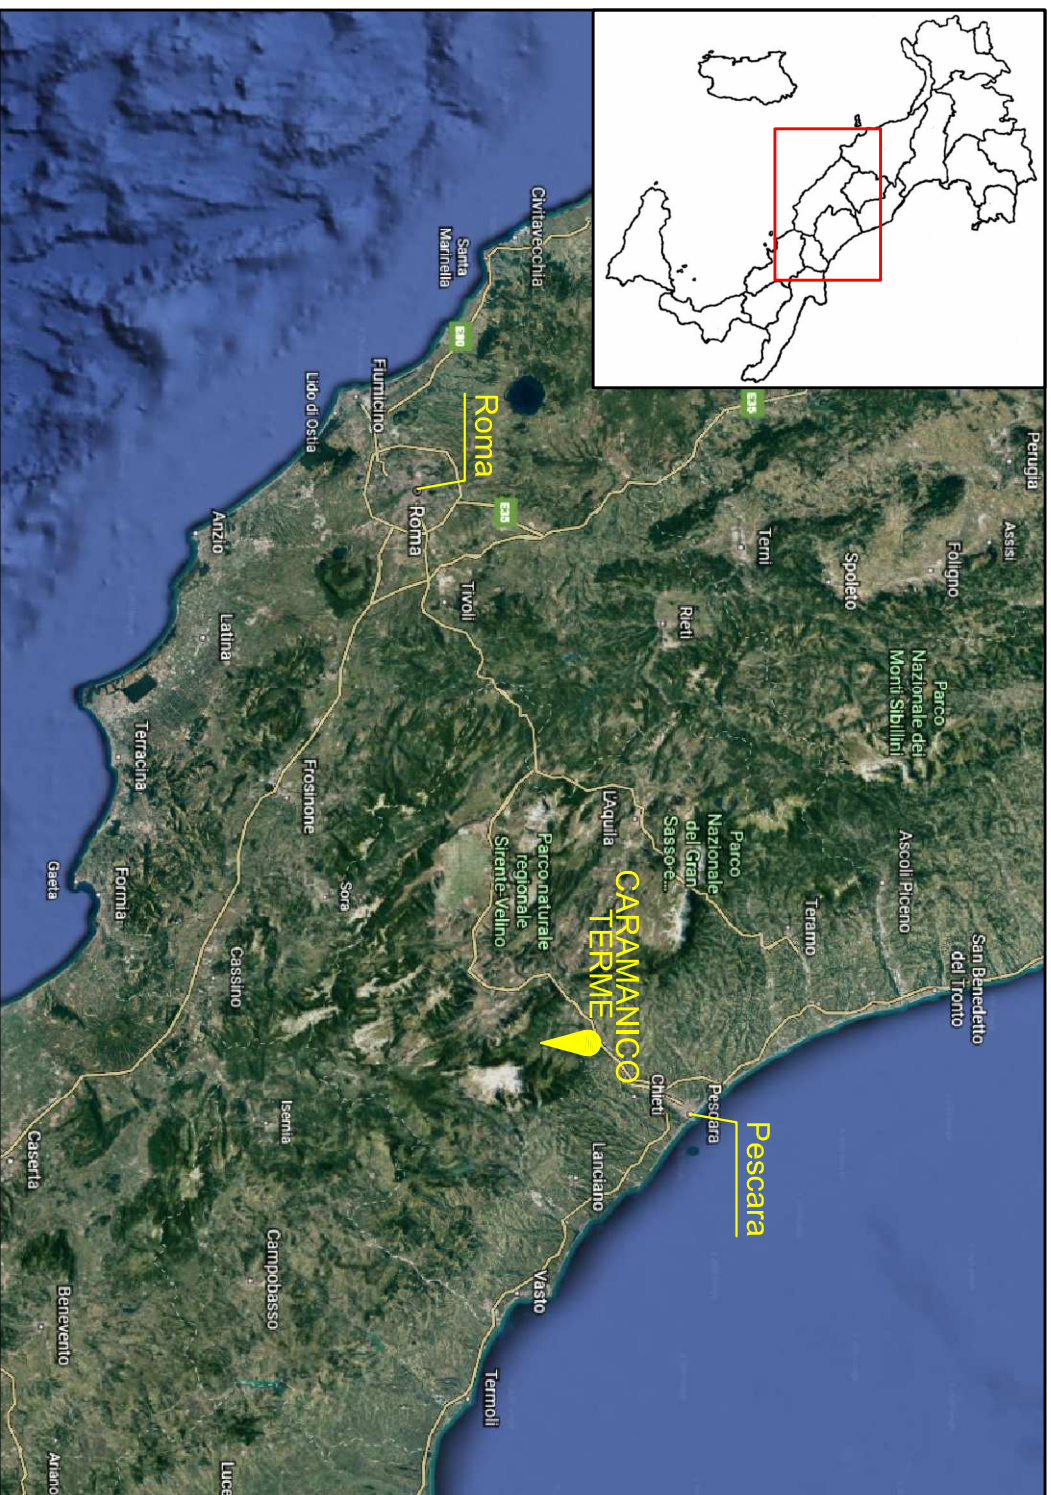 Perugia
Assisi
San Benedetto
del Tronto
Foligno
Parco
Nazionale dei
Monti Sibillini
Ascoli Piceno
Spoleto
Teramo
Terni
Pescara
E35
Parco
Nazionale
del Gran
Sasso e...
Pescara
Rieti
Chieti
CARAMANICO
TERME
L'Aquila
Lanciano
Parco naturale
regionale
Sirente-Velino
Vasto
Civitavecchia
E35
Termoli
Roma
Tivoli
Santa
Marinella
E80
Roma
Fiumicino
Sora
Lido di Ostia
Frosinone
Isernia
Campobasso
Cassino
Latina
Luce
Anzio
Terracina
Formia
Benevento
Gaeta
Ariano
Caserta